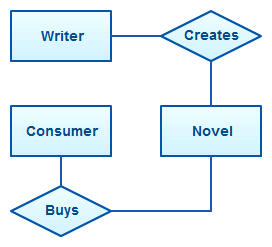 Writer
Creates
Consumer
Novel
Buys